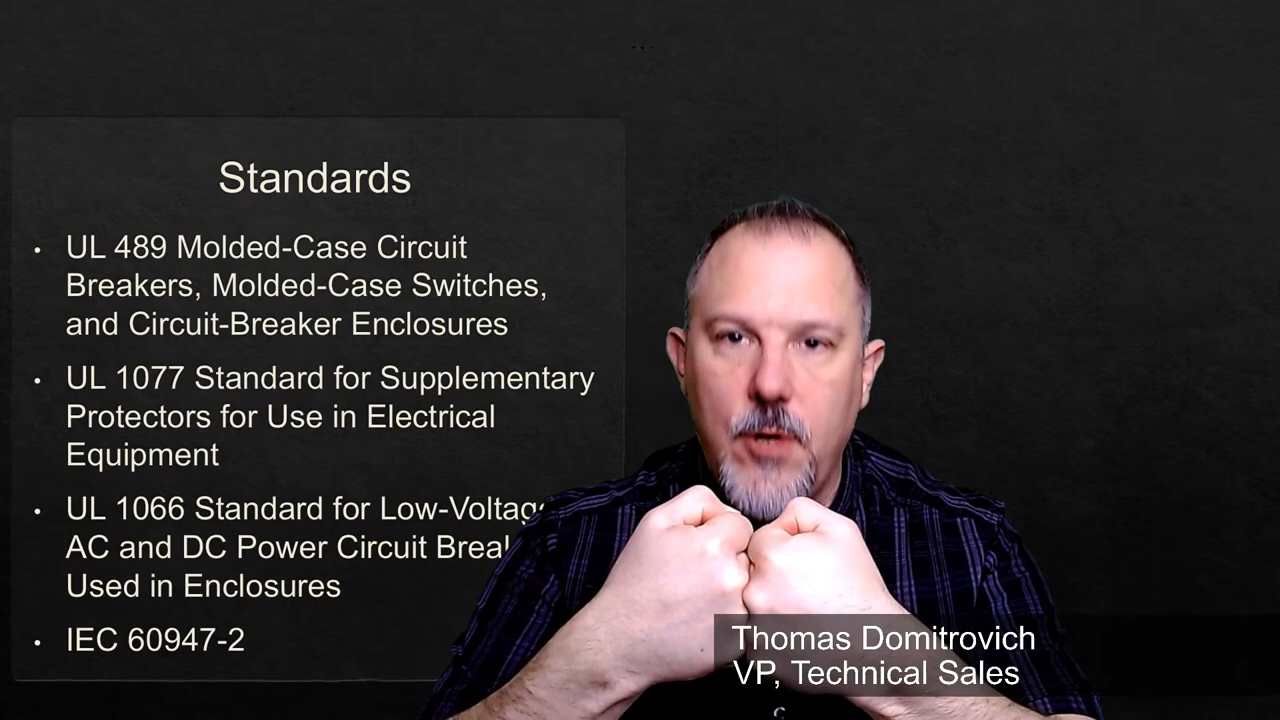 Standards
• UL 489 Molded-Case Circuit
Breakers, Molded-Case Switches,
and Circuit-Breaker Enclosures
• UL 1077 Standard for Supplementary
Protectors for Use in Electrical
Equipment
• UL 1066 Standard for Low-Voltage
AC and DC Power Circuit
Used in Enclosures
• IEC 60947-2
Thomas Domitrovich
VP, Technical Sales